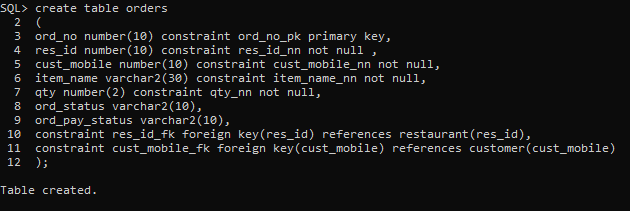 SQL> create table orders
2 (
3 ord_no number(10) constraint ord_no_pk primary key,
4 res_id number(10) constraint res_id_nn not null ,
5 cust_mobile number(10) constraint cust_mobile_nn not null,
6 item_name varchar2(30) constraint item_name_nn not null,
7 qty number(2) constraint qty_nn not null,
8 ord_status varchar2(10),
9 ord_pay_status varchar2(10),
10 constraint res_id_fk foreign key(res_id) references restaurant(res_id),
11 constraint cust_mobile_fk foreign key(cust_mobile) references customer(cust_mobile)
12 );
Table created.